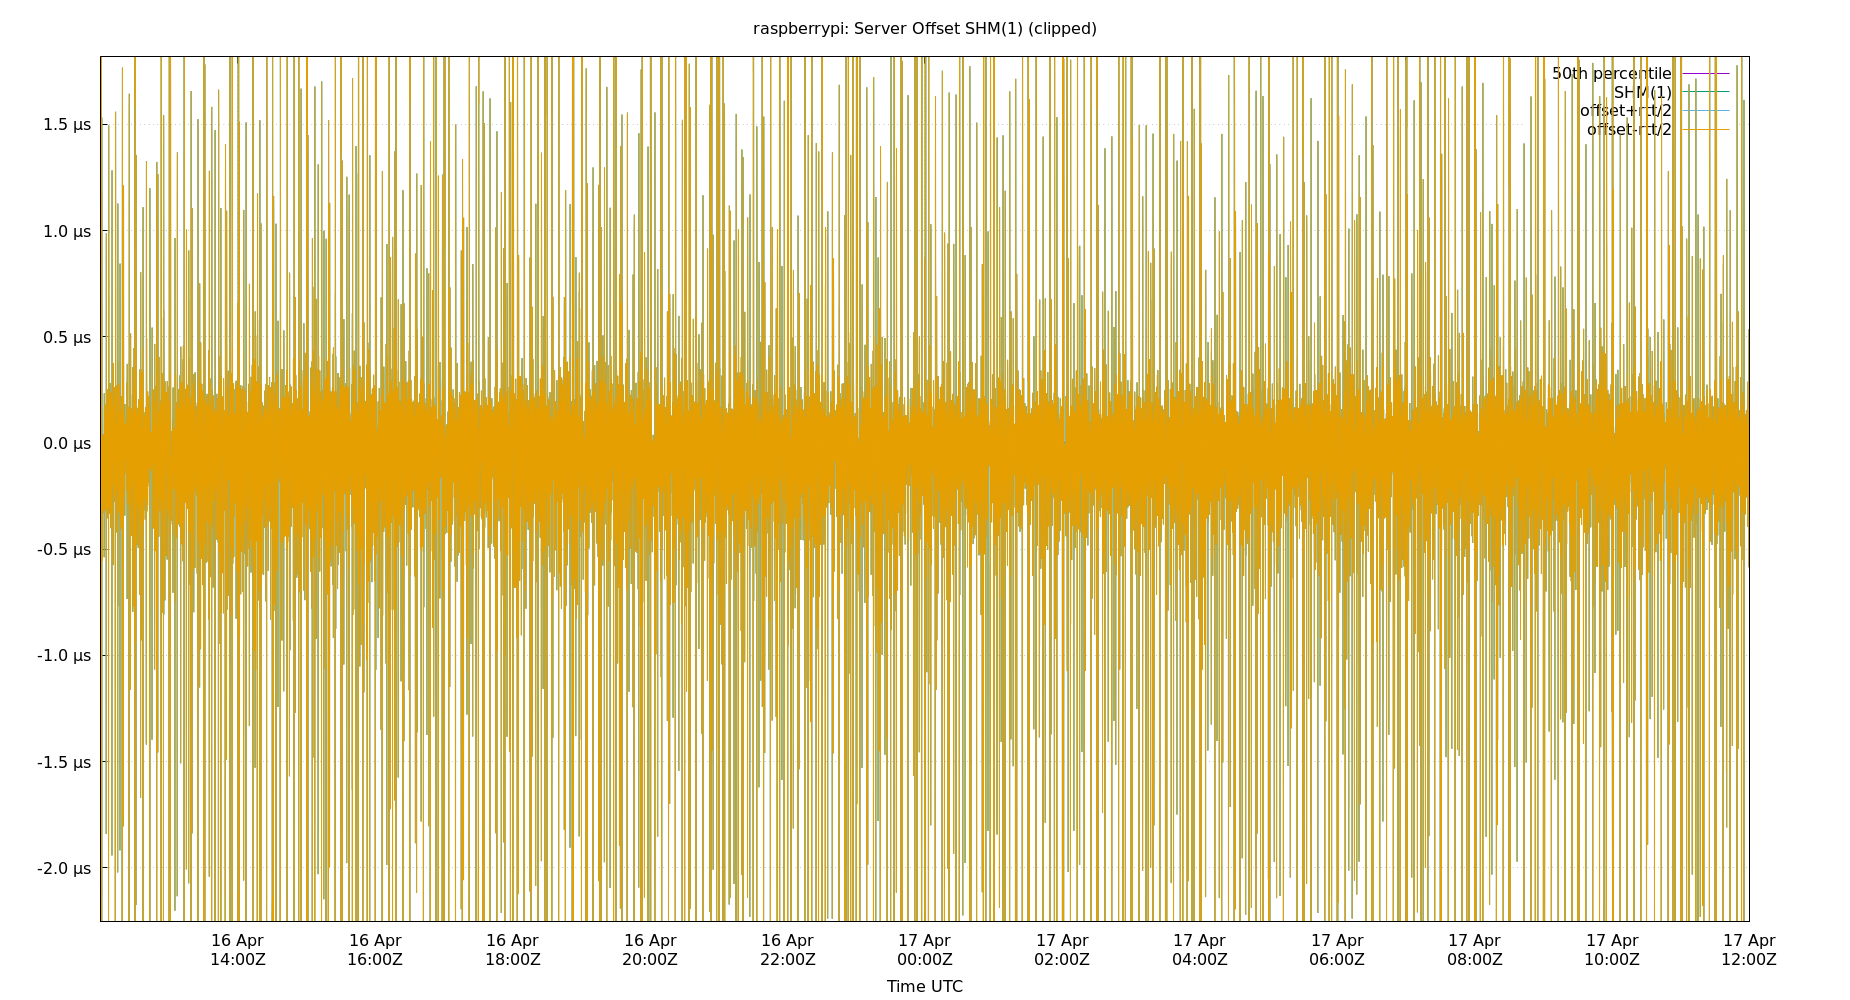 raspberrypi: Server Offset SHM(1) (clipped)
50th percentile
SHM(1)
offset+rtt/2
offset-rtt/2
1.5 µs
1.0 µs
0.5 µs
0.0 µs
-0.5 µs
-1.0 µs
-1.5 µs
-2.0 µs
16 Apr 16 Apr 16 Apr 16 Apr 16 Apr 17 Apr 17 Apr 17 Apr 17 Apr 17 Apr 17 Apr 17 Apr
14:00Z 16:00Z 18:00Z 20:00Z 22:00Z 00:00Z 02:00Z 04:00Z 06:00Z 08:00Z 10:00Z 12:00Z
Time UTC